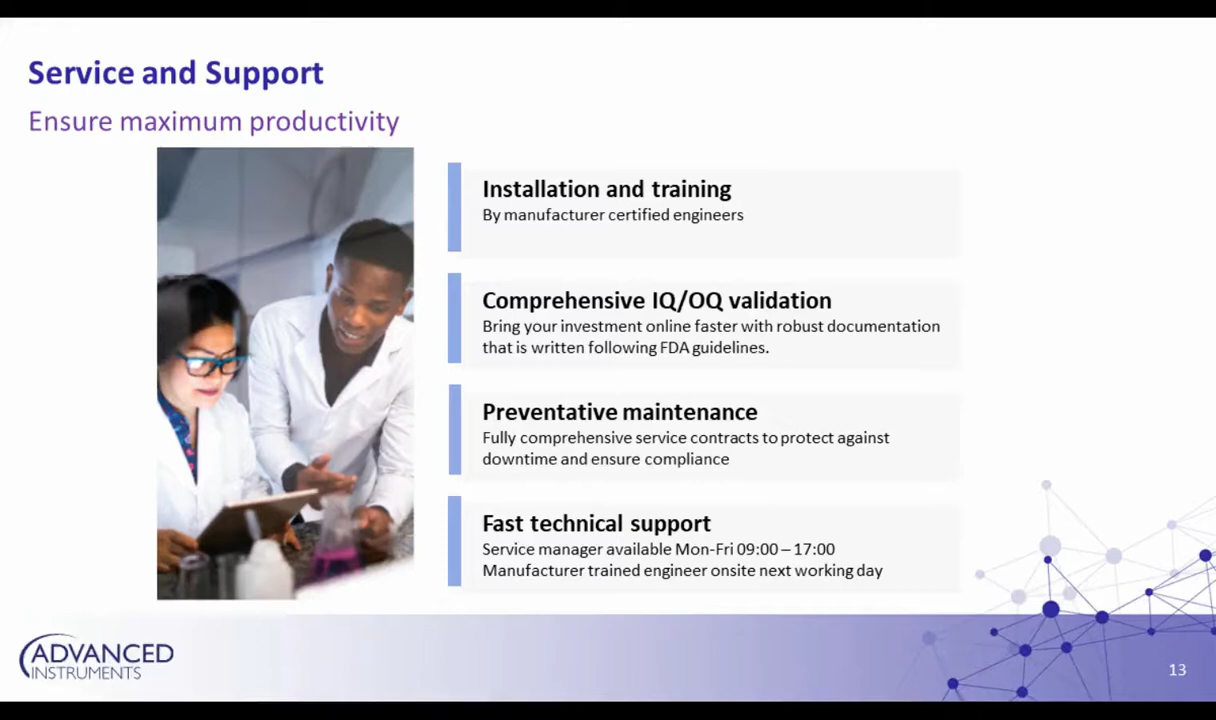 Service and Support
Ensure maximum productivity
Installation and training
By manufacturer certified engineers
Comprehensive IQ/OQ validation
Bring your investment online faster with robust documentation
that is written following FDA guidelines.
Preventative maintenance
Fully comprehensive service contracts to protect against
downtime and ensure compliance
Fast technical support
Service manager available Mon-Fri 09:00 – 17:00
Manufacturer trained engineer onsite next working day
ADVANCED
INSTRUMENTS
13